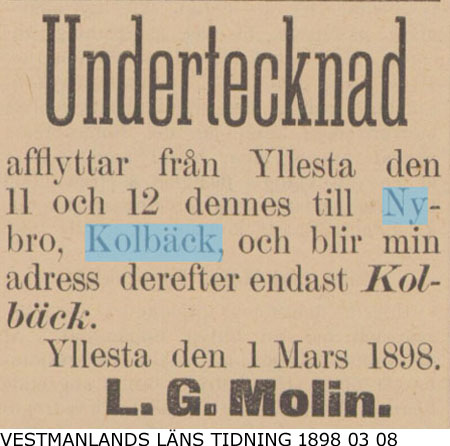 Undertecknad
afflyttar från Yllesta den
11 och 12 dennes till Ny-
bro, Kolbäck, och blir min
adress derefter endast Kol-
bäck.
Yllesta den 1 Mars 1898.
L. G. Molin.
VESTMANLANDS LÄNS TIDNING 1898 03 08